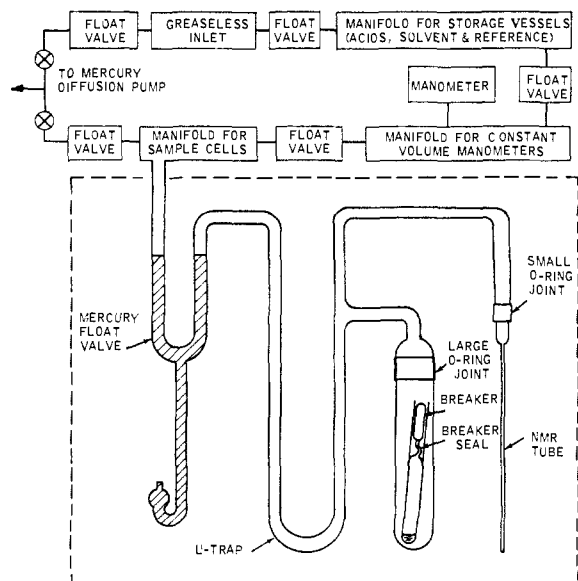 FLOAT
VALVE
GREASELESS
INLET
FLOAT
VALVE
MANIFOLD FOR STORAGE VESSELS
(ACIDS, SOLVENT & REFERENCE)
TO MERCURY
DIFFUSION PUMP
MANOMETER
FLOAT
VALVE
FLOAT
VALVE
MANIFOLD FOR
SAMPLE CELLS
FLOAT
VALVE
MANIFOLD FOR CONSTANT
VOLUME MANOMETERS
MERCURY
FLOAT
VALVE
SMALL
O-RING
JOINT
LARGE
O-RING
JOINT
BREAKER
BREAKER
SEAL
NMR
TUBE
U-TRAP